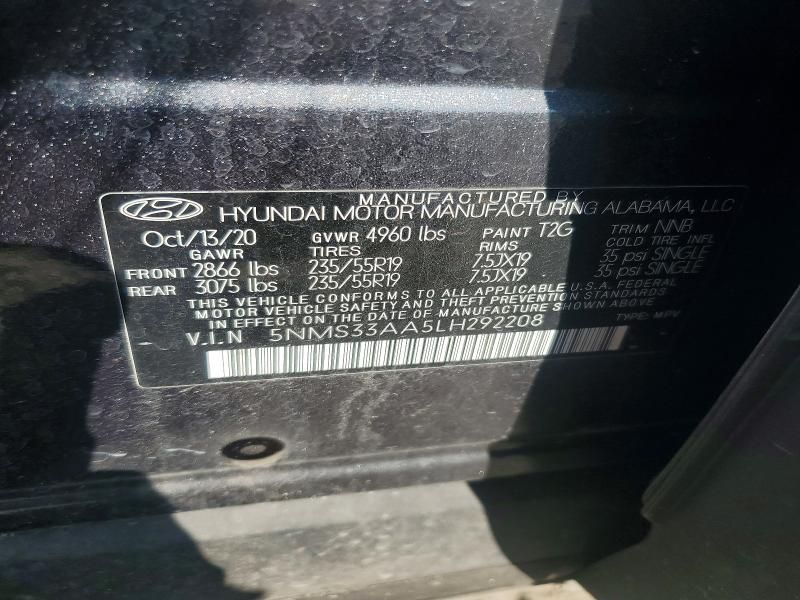 MANUFACTURED BY
HYUNDAI MOTOR MANUFACTURING ALABAMA, LLC
Oct/13/20 GVWR 4960 lbs PAINT T2G TRIM NNB
GAWR TIRES RIMS COLD TIRE INFL
FRONT 2866 lbs 235/55R19 7.5JX19 35 psi SINGLE
REAR 3075 lbs 235/55R19 7.5JX19 35 psi SINGLE
THIS VEHICLE CONFORMS TO ALL APPLICABLE U.S.A. FEDERAL
MOTOR VEHICLE SAFETY AND THEFT PREVENTION STANDARDS
IN EFFECT ON THE DATE OF MANUFACTURE SHOWN ABOVE.
V.I.N 5NMS33AA5LH292208 TYPE: MPV